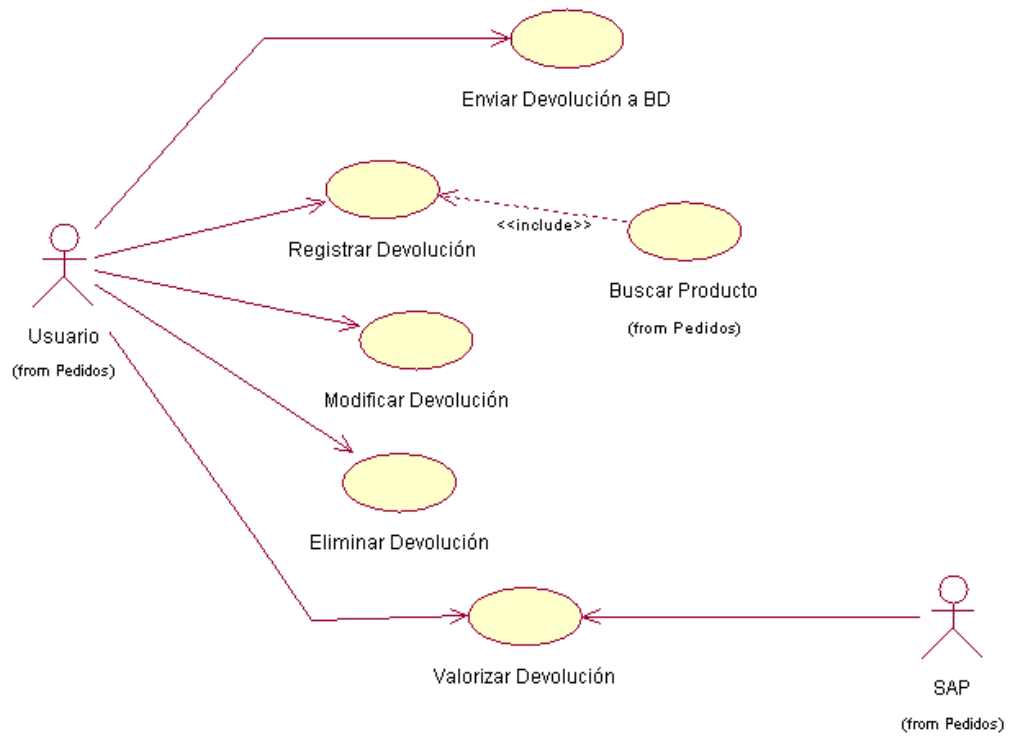 Enviar Devolución a BD
<<include>>
Registrar Devolución
Buscar Producto
(from Pedidos)
Usuario
(from Pedidos)
Modificar Devolución
Eliminar Devolución
Valorizar Devolución
SAP
(from Pedidos)